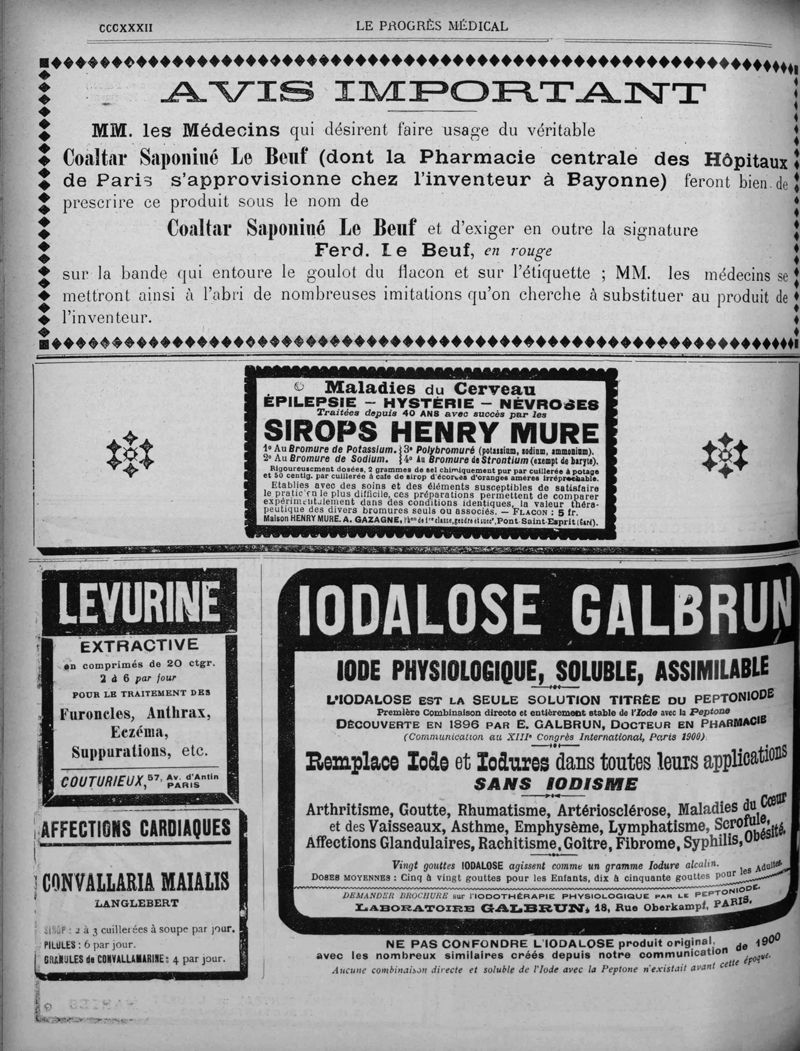 CCCXXXII
LE PROGRÈS MÉDICAL
AVIS IMPORTANT
MM. les Médecins qui désirent faire usage du véritable
Coaltar Saponiné Le Beuf (dont la Pharmacie centrale des Hôpitaux
de Paris s'approvisionne chez l'inventeur à Bayonne) feront bien de
prescrire ce produit sous le nom de
Coaltar Saponiné Le Beuf et d'exiger en outre la signature
Ferd. Le Beuf, en rouge
sur la bande qui entoure le goulot du flacon et sur l'étiquette ; MM. les médecins se
mettront ainsi à l'abri de nombreuses imitations qu'on cherche à substituer au produit de
l'inventeur.
Maladies du Cerveau
ÉPILEPSIE — HYSTÉRIE — NÉVROSES
Traitées depuis 40 ANS avec succès par les
SIROPS HENRY MURE
1º Au Bromure de Potassium. 3º Polybromuré (potassium, sodium, ammonium).
2º Au Bromure de Sodium. 4º Au Bromure de Strontium (exempt de baryte).
Rigoureusement dosées, 2 grammes de sel chimiquement pur par cuillerée à potage
et 50 centig. par cuillerée à café de sirop d'écorces d'oranges amères irréprochable.
Etablies avec des soins et des éléments susceptibles de satisfaire
le praticien le plus difficile, ces préparations permettent de comparer
expérimentalement dans des conditions identiques, la valeur théra-
peutique des divers bromures seuls ou associés. — FLACON : 5 fr.
Maison HENRY MURE, A. GAZAGNE, Phien de 1re classe, gendre et succr, Pont-Saint-Esprit (Gard).
LEVURINE
EXTRACTIVE
en comprimés de 20 ctgr.
2 à 6 par jour
POUR LE TRAITEMENT DES
Furoncles, Anthrax,
Eczéma,
Suppurations, etc.
COUTURIEUX, 57, Av. d'Antin
PARIS
AFFECTIONS CARDIAQUES
CONVALLARIA MAIALIS
LANGLEBERT
SIROP : 2 à 3 cuillerées à soupe par jour.
PILULES : 6 par jour.
GRANULES de CONVALLAMARINE : 4 par jour.
IODALOSE GALBRUN
IODE PHYSIOLOGIQUE, SOLUBLE, ASSIMILABLE
L'IODALOSE EST LA SEULE SOLUTION TITRÉE DU PEPTONIODE
Première Combinaison directe et entièrement stable de l'Iode avec la Peptone
DÉCOUVERTE EN 1896 PAR E. GALBRUN, DOCTEUR EN PHARMACIE
(Communication au XIIIe Congrès International, Paris 1900).
Remplace Iode et Iodures dans toutes leurs applications
SANS IODISME
Arthritisme, Goutte, Rhumatisme, Artériosclérose, Maladies du Cœur
et des Vaisseaux, Asthme, Emphysème, Lymphatisme, Scrofule,
Affections Glandulaires, Rachitisme, Goître, Fibrome, Syphilis, Obésité.
Vingt gouttes IODALOSE agissent comme un gramme Iodure alcalin.
DOSES MOYENNES : Cinq à vingt gouttes pour les Enfants, dix à cinquante gouttes pour les Adultes.
DEMANDER BROCHURE sur l'IODOTHÉRAPIE PHYSIOLOGIQUE PAR LE PEPTONIODE.
LABORATOIRE GALBRUN, 18, Rue Oberkampf, PARIS.
NE PAS CONFONDRE L'IODALOSE produit original,
avec les nombreux similaires créés depuis notre communication de 1900
Aucune combinaison directe et soluble de l'Iode avec la Peptone n'existait avant cette époque.